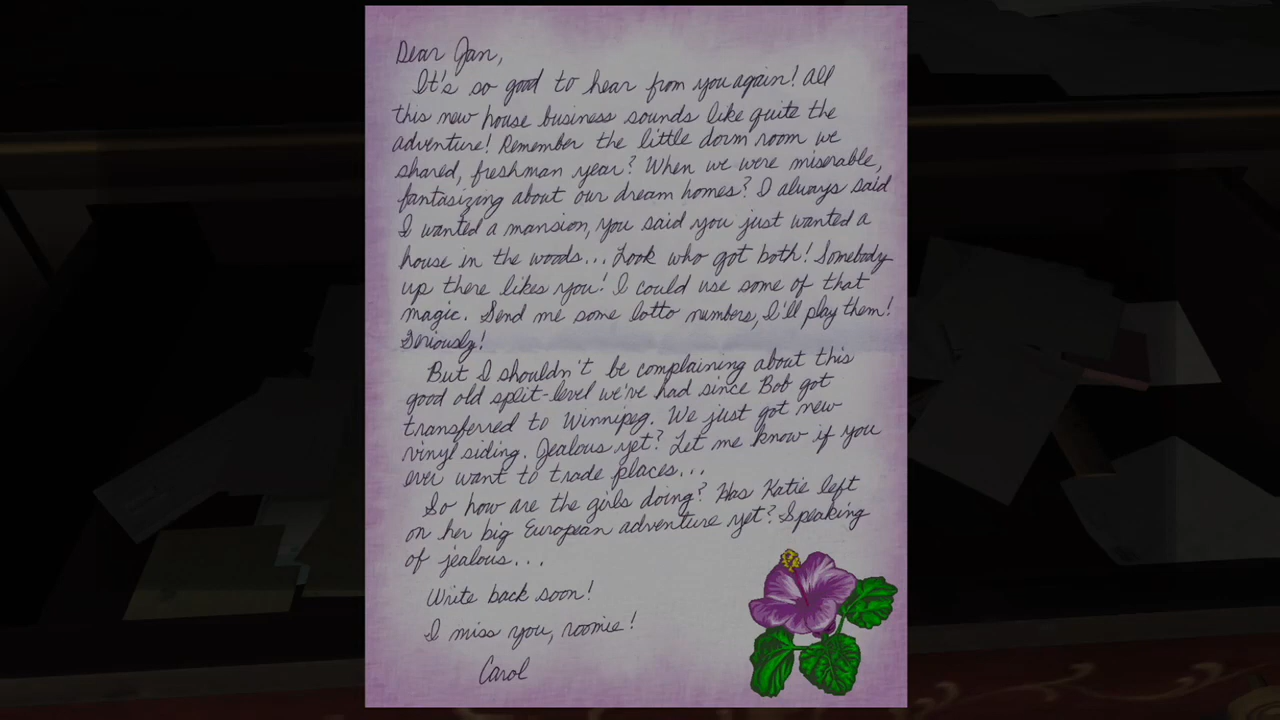 Dear Jan,
It's so good to hear from you again! All
this new house business sounds like quite the
adventure! Remember the little dorm room we
shared, freshman year? When we were miserable,
fantasizing about our dream homes? I always said
I wanted a mansion, you said you just wanted a
house in the woods... Look who got both! Somebody
up there likes you! I could use some of that
magic. Send me some lotto numbers, I'll play them!
Seriously!
But I shouldn't be complaining about this
good old split-level we've had since Bob got
transferred to Winnipeg. We just got new
vinyl siding. Jealous yet? Let me know if you
ever want to trade places...
So how are the girls doing? Has Katie left
on her big European adventure yet? Speaking
of jealous...
Write back soon!
I miss you, roomie!
Carol